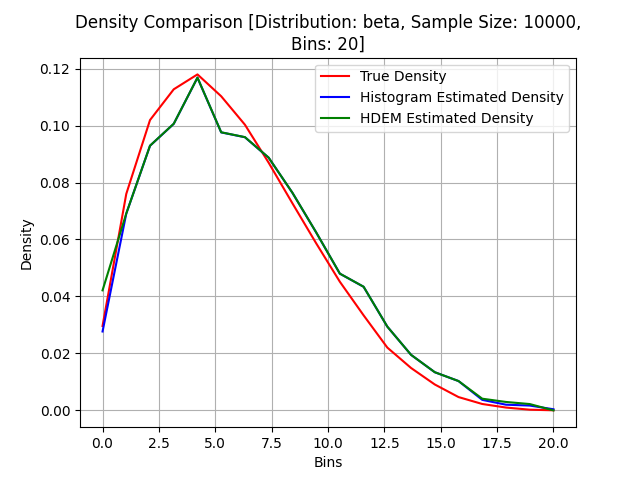 Density Comparison [Distribution: beta, Sample Size: 10000,
Bins: 20]
True Density
Histogram Estimated Density
HDEM Estimated Density
0.12
0.10
0.08
0.06
0.04
0.02
0.00
Density
0.0 2.5 5.0 7.5 10.0 12.5 15.0 17.5 20.0
Bins